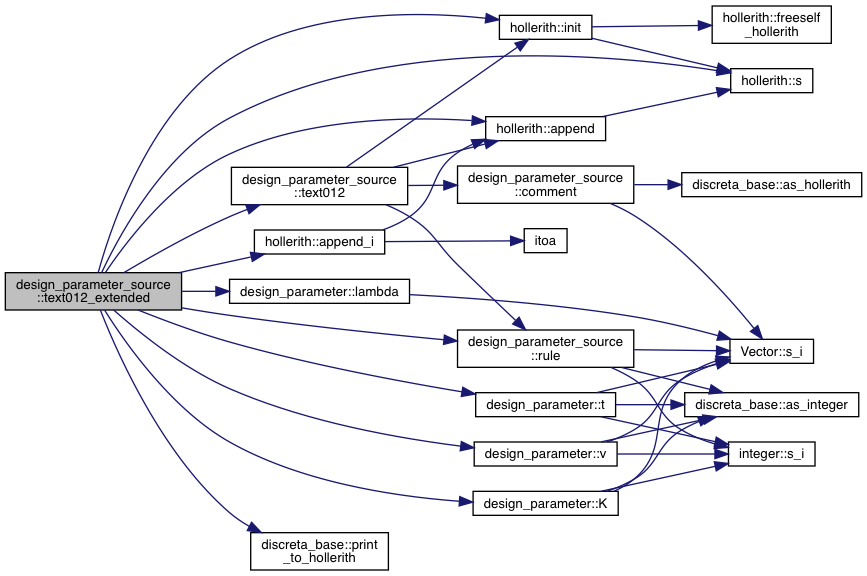 hollerith::init
hollerith::freeself
_hollerith
hollerith::s
hollerith::append
design_parameter_source
::text012
design_parameter_source
::comment
discreta_base::as_hollerith
hollerith::append_i
itoa
design_parameter_source
::text012_extended
design_parameter::lambda
design_parameter_source
::rule
Vector::s_i
design_parameter::t
discreta_base::as_integer
design_parameter::v
integer::s_i
design_parameter::K
discreta_base::print
_to_hollerith